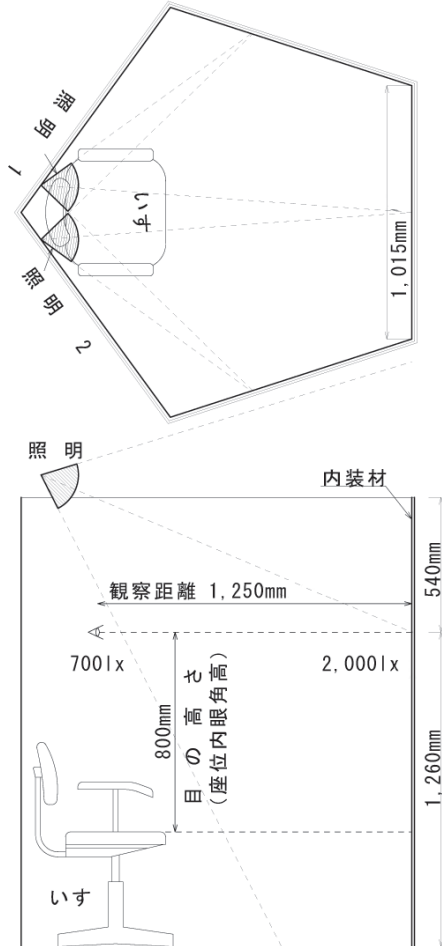 照明 1
いす
照明 2
1,015mm
照 明
内装材
540mm
観察距離 1,250mm
700lx
2,000lx
800mm
目の高さ
(座位内眼角高)
1,260mm
いす